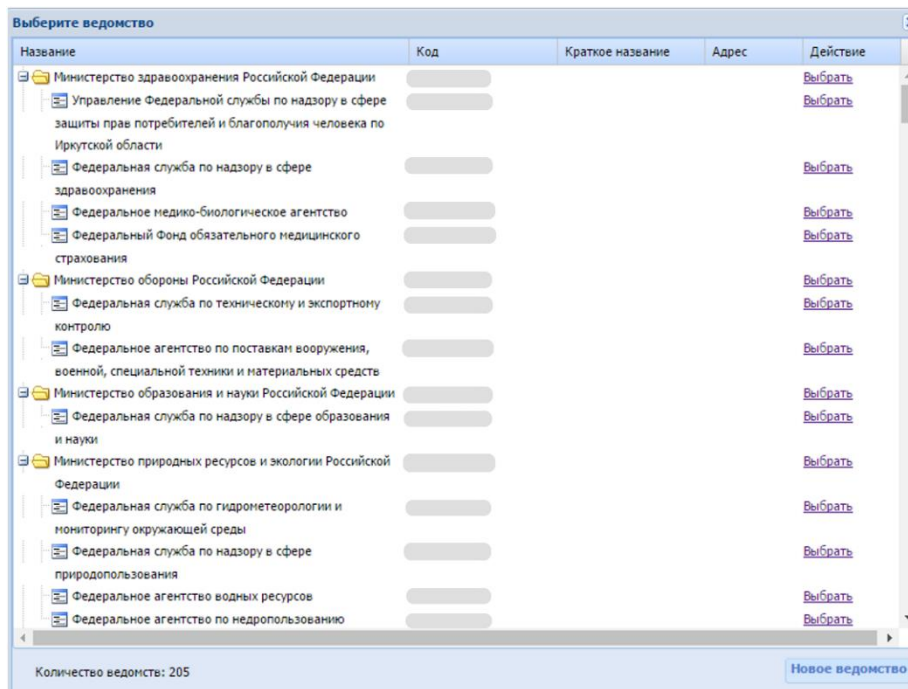 Выберите ведомство
Название Код Краткое название Адрес Действие
Министерство здравоохранения Российской Федерации Выбрать
Управление Федеральной службы по надзору в сфере Выбрать
защиты прав потребителей и благополучия человека по
Иркутской области
Федеральная служба по надзору в сфере Выбрать
здравоохранения
Федеральное медико-биологическое агентство Выбрать
Федеральный Фонд обязательного медицинского Выбрать
страхования
Министерство обороны Российской Федерации Выбрать
Федеральная служба по техническому и экспортному Выбрать
контролю
Федеральное агентство по поставкам вооружения, Выбрать
военной, специальной техники и материальных средств
Министерство образования и науки Российской Федерации Выбрать
Федеральная служба по надзору в сфере образования Выбрать
и науки
Министерство природных ресурсов и экологии Российской Выбрать
Федерации
Федеральная служба по гидрометеорологии и Выбрать
мониторингу окружающей среды
Федеральная служба по надзору в сфере Выбрать
природопользования
Федеральное агентство водных ресурсов Выбрать
Федеральное агентство по недропользованию Выбрать
Количество ведомств: 205 Новое ведомство